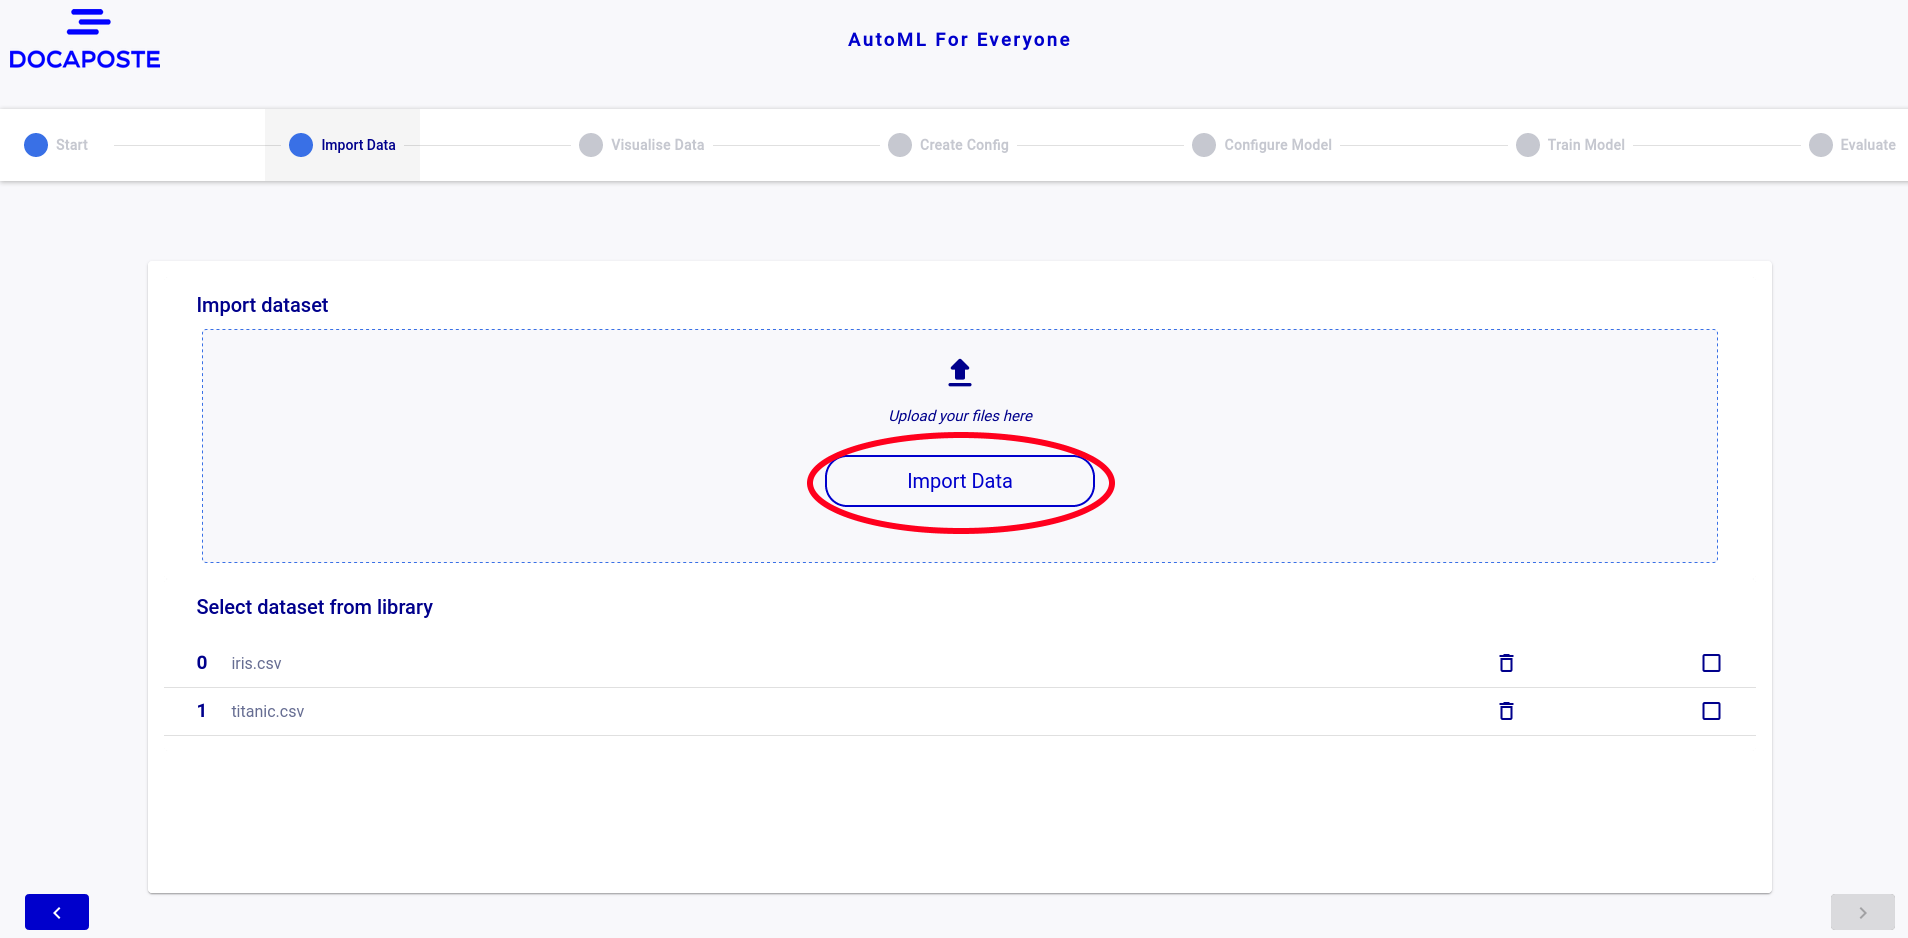 DOCAPOSTE
AutoML For Everyone
Start Import Data Visualise Data Create Config Configure Model Train Model Evaluate
Import dataset
Upload your files here
Import Data
Select dataset from library
0 iris.csv
1 titanic.csv